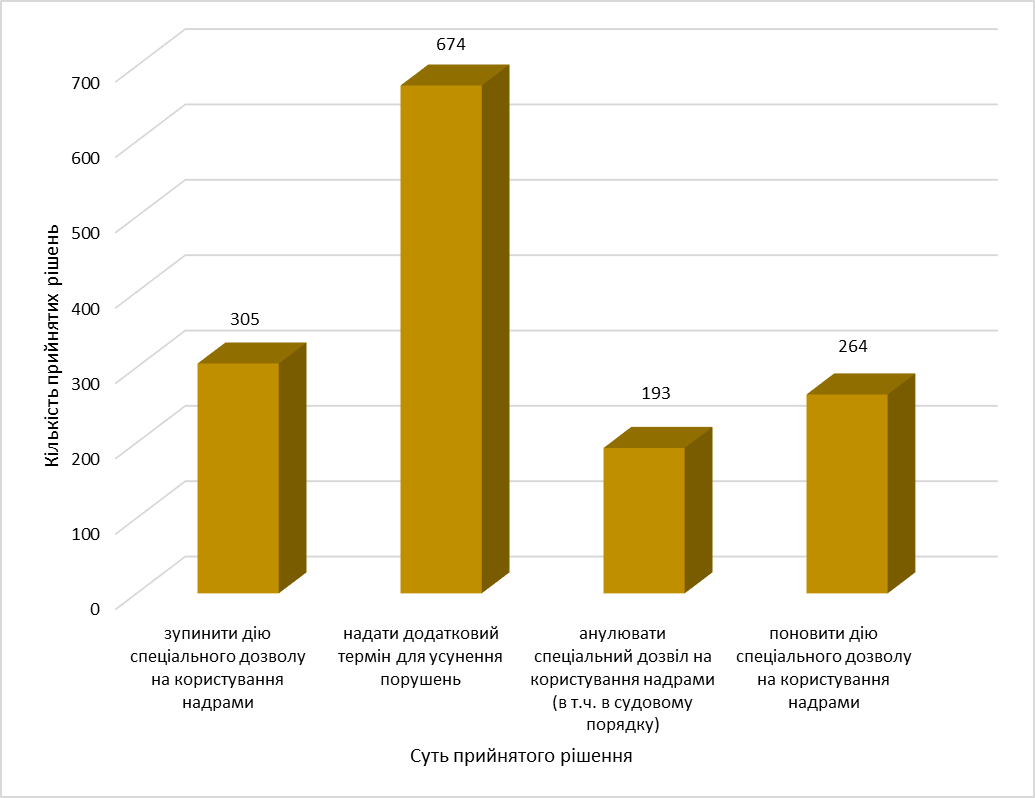 674
700
600
500
400
300
200
100
0
305
193
264
Кількість прийнятих рішень
зупинити дію
спеціального дозволу
на користування
надрами
надати додатковий
термін для усунення
порушень
анулювати
спеціальний дозвіл на
користування надрами
(в т.ч. в судовому
порядку)
поновити дію
спеціального дозволу
на користування
надрами
Суть прийнятого рішення